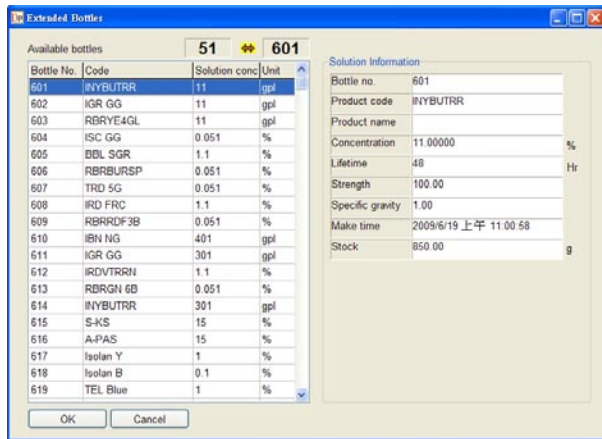 Extended Bottles
Available bottles 51 601
Bottle No. Code Solution conc Unit
601 INYBUTRR 11 gpl
602 IGR GG 11 gpl
603 RBRYE4GL 11 gpl
604 ISC GG 0.051 %
605 BBL SGR 1.1 %
606 RBRBURSP 0.051 %
607 TRD 5G 0.051 %
608 IRD FRC 1.1 %
609 RBRRDF3B 0.051 %
610 IBN NG 401 gpl
611 IGR GG 301 gpl
612 IRDVTRRN 1.1 %
613 RBRGN 6B 0.051 %
614 INYBUTRR 301 gpl
615 S-KS 15 %
616 A-PAS 15 %
617 Isolan Y 1 %
618 Isolan B 0.1 %
619 TEL Blue 1 %
OK Cancel
Solution Information
Bottle no. 601
Product code INYBUTRR
Product name
Concentration 11.00000 %
Lifetime 48 Hr
Strength 100.00
Specific gravity 1.00
Make time 2009/6/19 上午 11:00:58
Stock 850.00 g